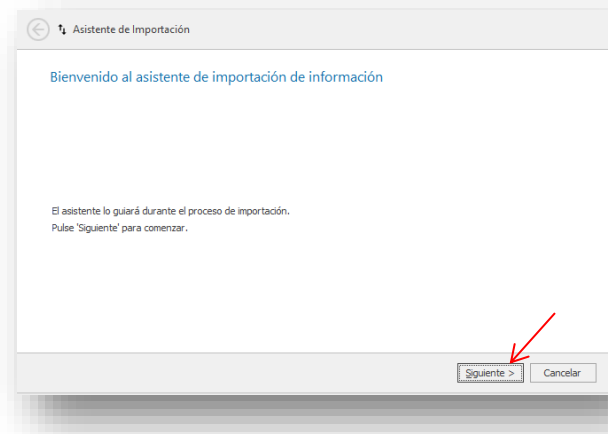 Asistente de Importación
Bienvenido al asistente de importación de información
El asistente lo guiará durante el proceso de importación.
Pulse 'Siguiente' para comenzar.
Siguiente >
Cancelar